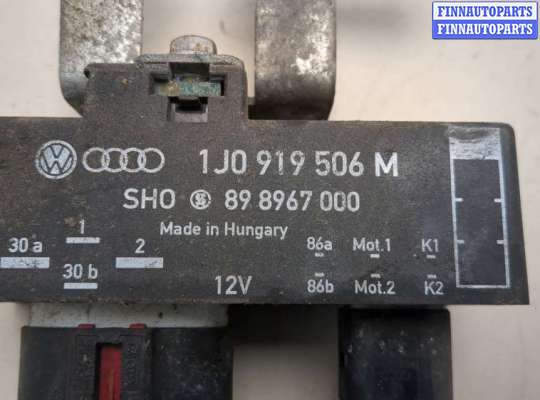 FINNAUTOPARTS
FINNAUTOPARTS
1J0 919 506 M
SHO 89 8967 000
Made in Hungary
30 a 1 2 86a Mot.1 K1
30 b 12V 86b Mot.2 K2